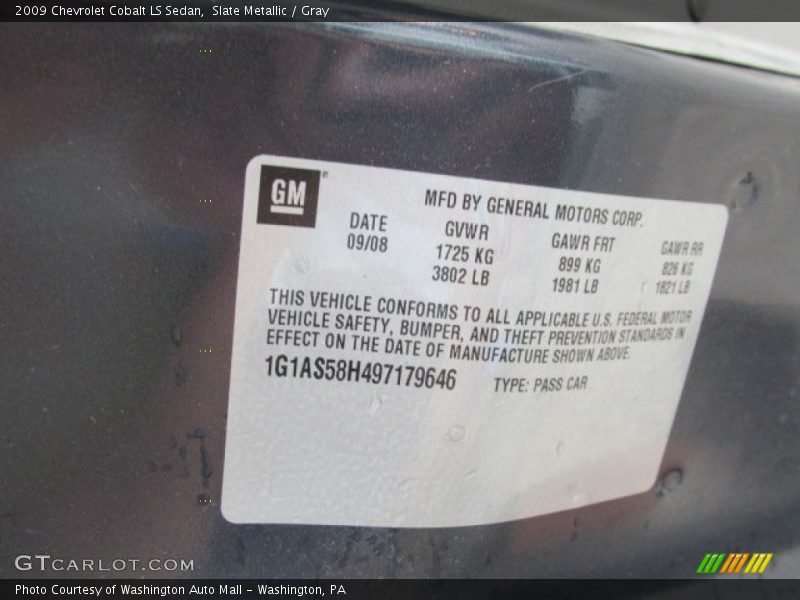 2009 Chevrolet Cobalt LS Sedan, Slate Metallic / Gray
GM
MFD BY GENERAL MOTORS CORP.
DATE GVWR GAWR FRT GAWR RR
09/08 1725 KG 899 KG 826 KG
3802 LB 1981 LB 1821 LB
THIS VEHICLE CONFORMS TO ALL APPLICABLE U.S. FEDERAL MOTOR
VEHICLE SAFETY, BUMPER, AND THEFT PREVENTION STANDARDS IN
EFFECT ON THE DATE OF MANUFACTURE SHOWN ABOVE.
1G1AS58H497179646 TYPE: PASS CAR
GTCARLOT.COM
Photo Courtesy of Washington Auto Mall - Washington, PA